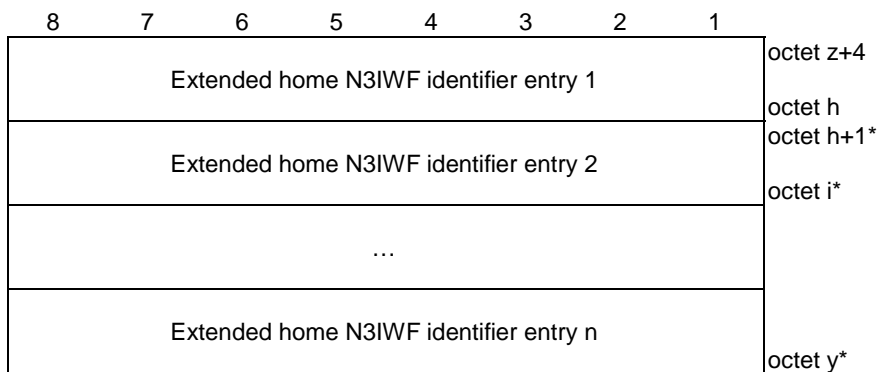 8 7 6 5 4 3 2 1
octet z+4
Extended home N3IWF identifier entry 1
octet h
octet h+1*
Extended home N3IWF identifier entry 2
octet i*
…
Extended home N3IWF identifier entry n
octet y*